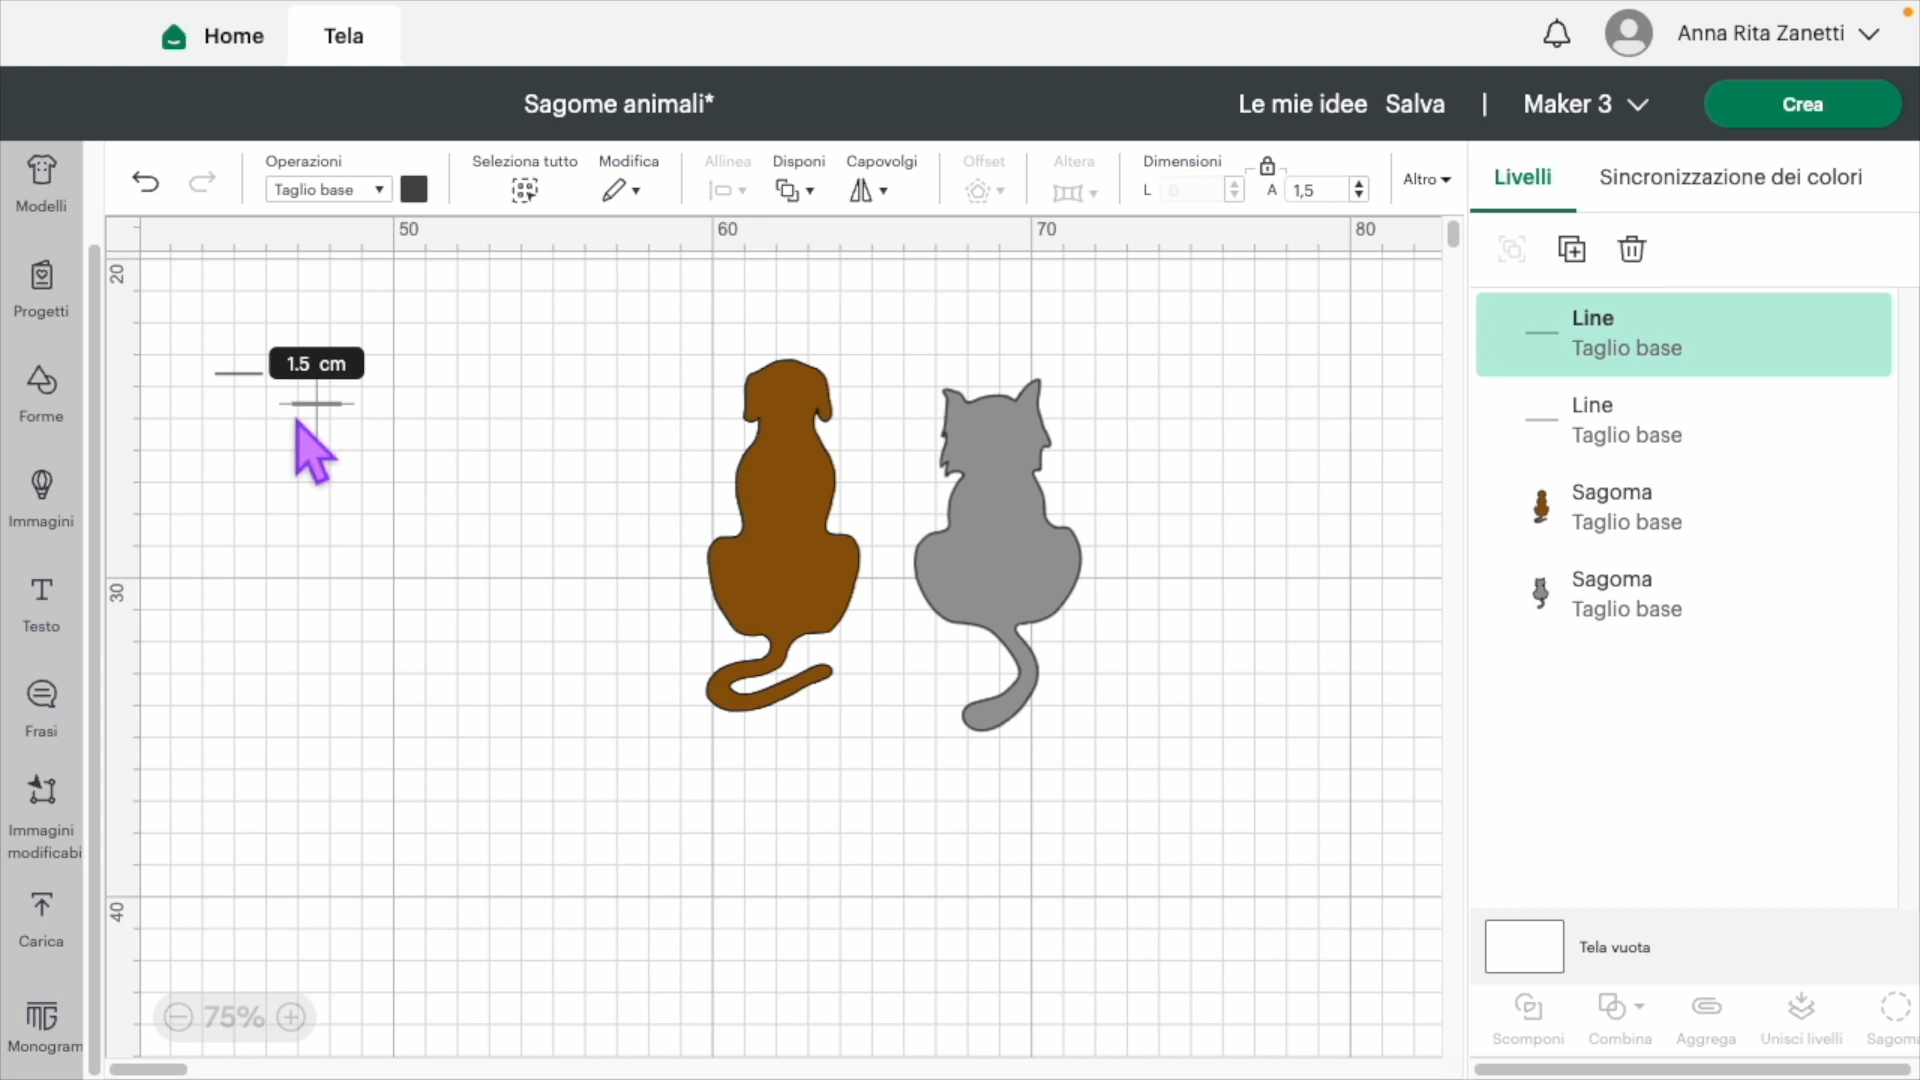 Home
Tela
Anna Rita Zanetti
Sagome animali*
Le mie idee
Salva
|
Maker 3
Crea
Operazioni
Taglio base
Seleziona tutto
Modifica
Allinea
Disponi
Capovolgi
Offset
Altera
Dimensioni
L 0
A 1,5
Altro
Livelli
Sincronizzazione dei colori
Modelli
Progetti
Forme
Immagini
Testo
Frasi
Immagini
modificabi
Carica
Monogram
50
60
70
80
20
30
40
1.5 cm
Line
Taglio base
Line
Taglio base
Sagoma
Taglio base
Sagoma
Taglio base
Tela vuota
75%
Scomponi
Combina
Aggrega
Unisci livelli
Sagoma